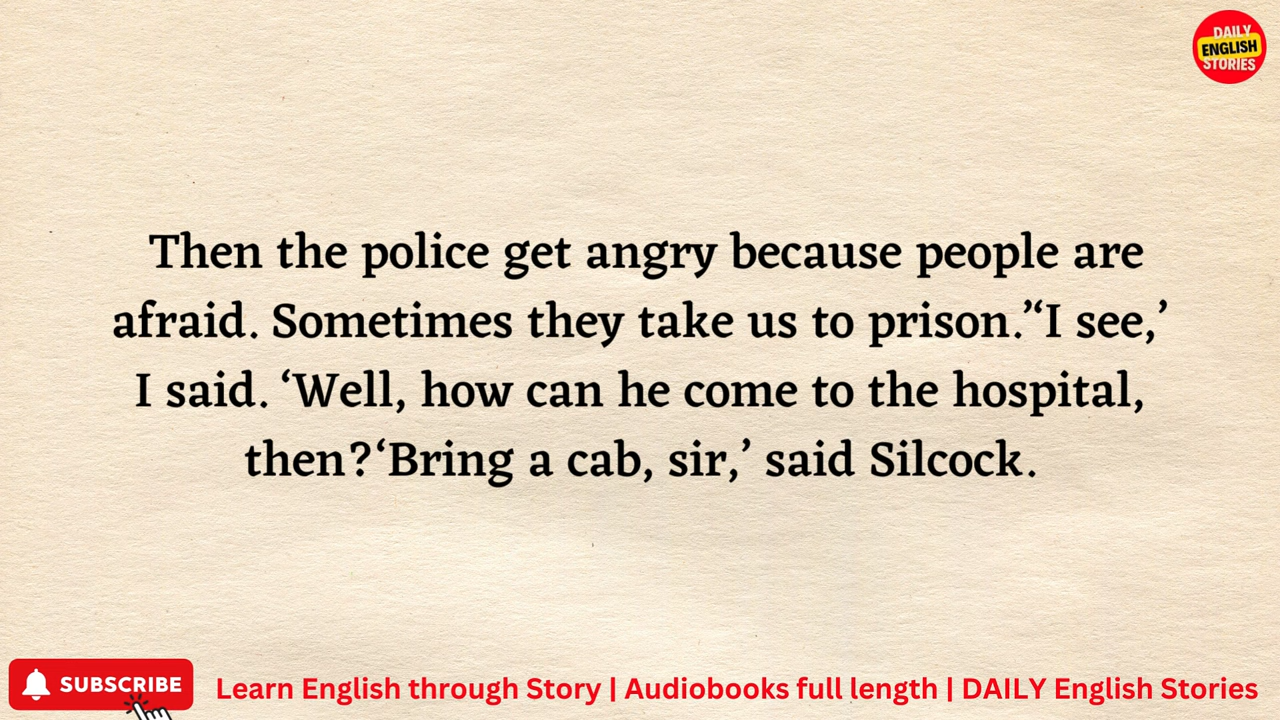 DAILY
ENGLISH
STORIES
Then the police get angry because people are
afraid. Sometimes they take us to prison.’‘I see,’
I said. ‘Well, how can he come to the hospital,
then?‘Bring a cab, sir,’ said Silcock.
SUBSCRIBE
Learn English through Story | Audiobooks full length | DAILY English Stories